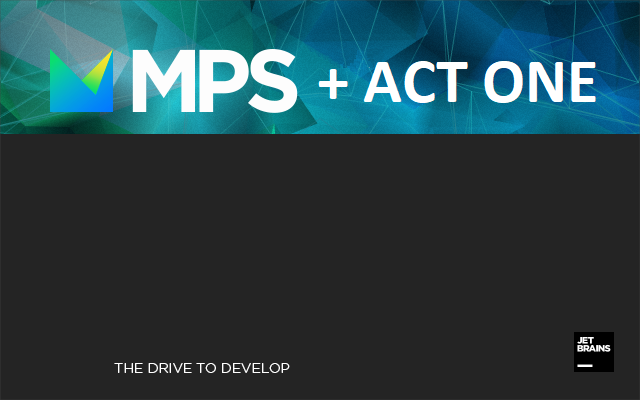 MPS + ACT ONE
THE DRIVE TO DEVELOP
JET
BRAINS